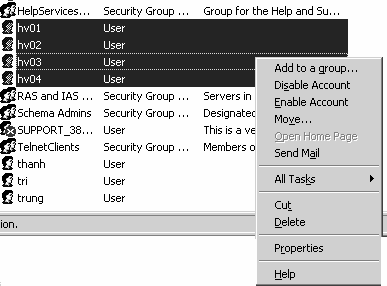 HelpServices... Security Group ... Group for the Help and Su...
hv01 User
hv02 User
hv03 User
hv04 User
RAS and IAS ... Security Group ... Servers in
Schema Admins Security Group ... Designated
SUPPORT_38... User This is a ve
TelnetClients Security Group ... Members o
thanh User
tri User
trung User
ion.
Add to a group...
Disable Account
Enable Account
Move...
Open Home Page
Send Mail
All Tasks
Cut
Delete
Properties
Help